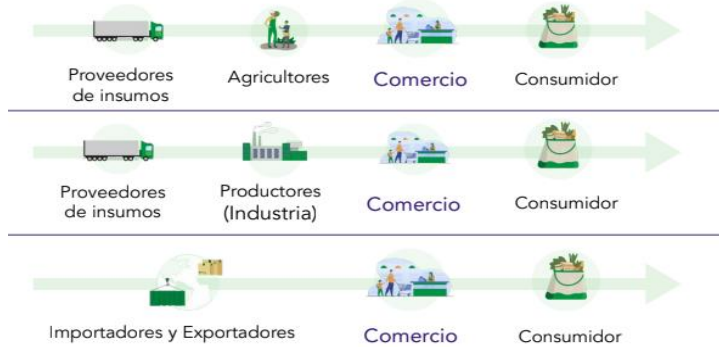 Proveedores de insumos Agricultores Comercio Consumidor
Proveedores de insumos Productores (Industria) Comercio Consumidor
Importadores y Exportadores Comercio Consumidor